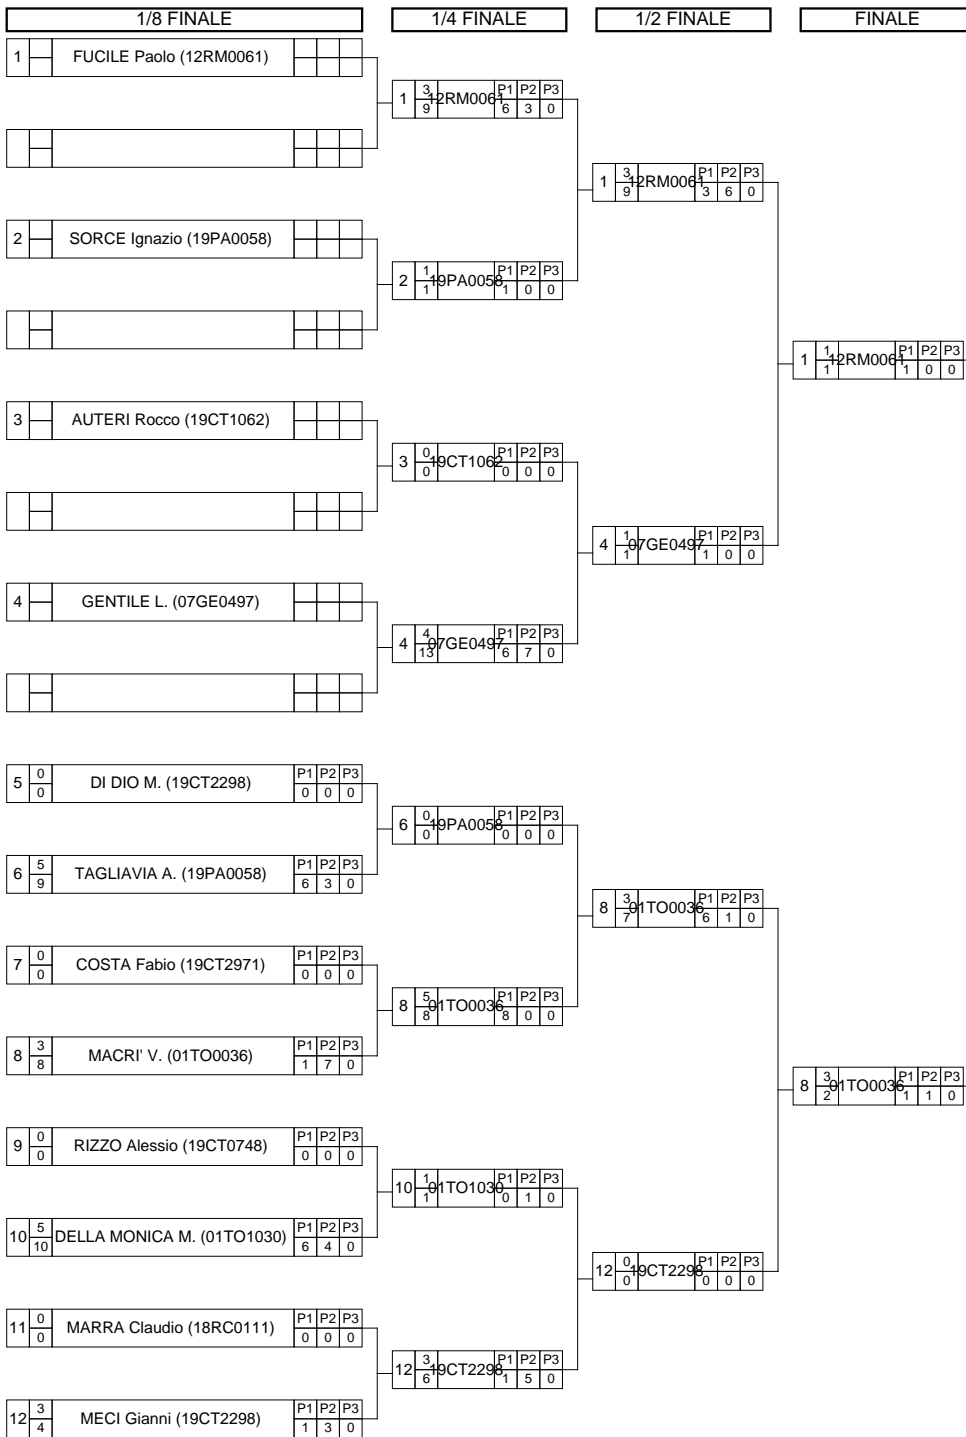 1/8 FINALE
1/4 FINALE
1/2 FINALE
FINALE
1 FUCILE Paolo (12RM0061)
1 3 9 12RM0061 P1 P2 P3 6 3 0
1 3 9 12RM0061 P1 P2 P3 3 6 0
2 SORCE Ignazio (19PA0058)
2 1 1 19PA0058 P1 P2 P3 1 0 0
1 1 1 12RM0061 P1 P2 P3 1 0 0
3 AUTERI Rocco (19CT1062)
3 0 0 19CT1062 P1 P2 P3 0 0 0
4 1 1 07GE0497 P1 P2 P3 1 0 0
4 GENTILE L. (07GE0497)
4 4 13 07GE0497 P1 P2 P3 6 7 0
5 0 0 DI DIO M. (19CT2298) P1 P2 P3 0 0 0
6 0 0 19PA0058 P1 P2 P3 0 0 0
6 5 9 TAGLIAVIA A. (19PA0058) P1 P2 P3 6 3 0
8 3 7 01TO0036 P1 P2 P3 6 1 0
7 0 0 COSTA Fabio (19CT2971) P1 P2 P3 0 0 0
8 5 8 01TO0036 P1 P2 P3 8 0 0
8 3 8 MACRI' V. (01TO0036) P1 P2 P3 1 7 0
8 3 2 01TO0036 P1 P2 P3 1 1 0
9 0 0 RIZZO Alessio (19CT0748) P1 P2 P3 0 0 0
10 1 1 01TO1030 P1 P2 P3 0 1 0
10 5 10 DELLA MONICA M. (01TO1030) P1 P2 P3 6 4 0
12 0 0 19CT2298 P1 P2 P3 0 0 0
11 0 0 MARRA Claudio (18RC0111) P1 P2 P3 0 0 0
12 3 6 19CT2298 P1 P2 P3 1 5 0
12 3 4 MECI Gianni (19CT2298) P1 P2 P3 1 3 0